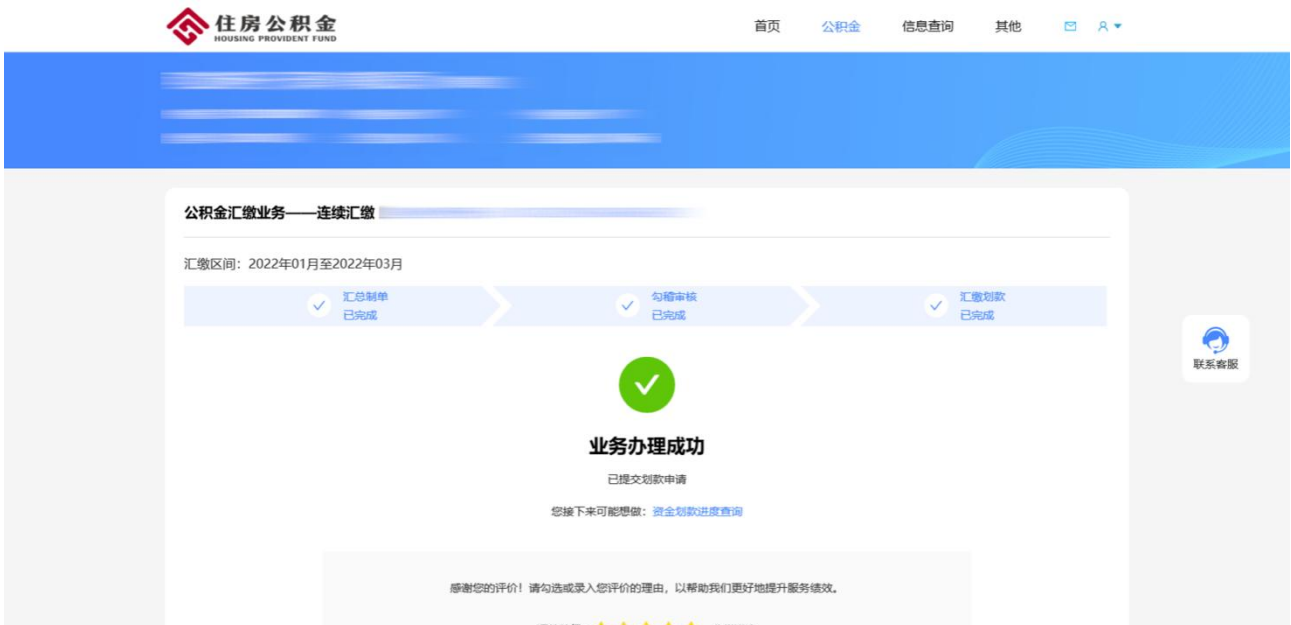 住房公积金
HOUSING PROVIDENT FUND
首页 公积金 信息查询 其他
公积金汇缴业务——连续汇缴
汇缴区间：2022年01月至2022年03月
汇总制单 勾稽审核 汇缴划款
已完成 已完成 已完成
联系客服
业务办理成功
已提交划款申请
您接下来可能想做：资金划款进度查询
感谢您的评价！请勾选或录入您评价的理由，以帮助我们更好地提升服务绩效。